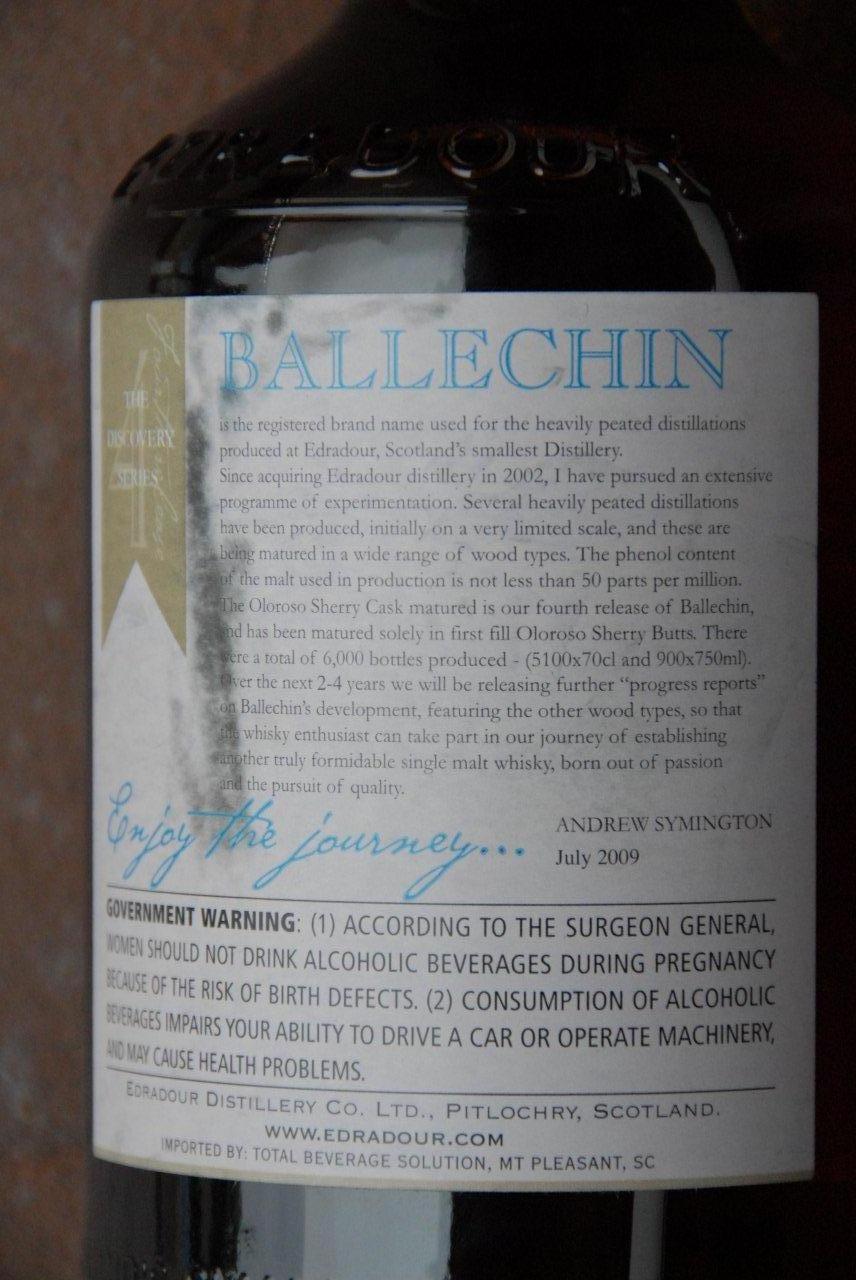 EDRADOUR
THE
DISCOVERY
SERIES
4
BALLECHIN
is the registered brand name used for the heavily peated distillations
produced at Edradour, Scotland's smallest Distillery.
Since acquiring Edradour distillery in 2002, I have pursued an extensive
programme of experimentation. Several heavily peated distillations
have been produced, initially on a very limited scale, and these are
being matured in a wide range of wood types. The phenol content
of the malt used in production is not less than 50 parts per million.
The Oloroso Sherry Cask matured is our fourth release of Ballechin,
and has been matured solely in first fill Oloroso Sherry Butts. There
were a total of 6,000 bottles produced - (5100x70cl and 900x750ml).
Over the next 2-4 years we will be releasing further "progress reports"
on Ballechin's development, featuring the other wood types, so that
the whisky enthusiast can take part in our journey of establishing
another truly formidable single malt whisky, born out of passion
and the pursuit of quality.
Enjoy the journey...
ANDREW SYMINGTON
July 2009
GOVERNMENT WARNING: (1) ACCORDING TO THE SURGEON GENERAL,
WOMEN SHOULD NOT DRINK ALCOHOLIC BEVERAGES DURING PREGNANCY
BECAUSE OF THE RISK OF BIRTH DEFECTS. (2) CONSUMPTION OF ALCOHOLIC
BEVERAGES IMPAIRS YOUR ABILITY TO DRIVE A CAR OR OPERATE MACHINERY,
AND MAY CAUSE HEALTH PROBLEMS.
EDRADOUR DISTILLERY CO. LTD., PITLOCHRY, SCOTLAND.
WWW.EDRADOUR.COM
IMPORTED BY: TOTAL BEVERAGE SOLUTION, MT PLEASANT, SC